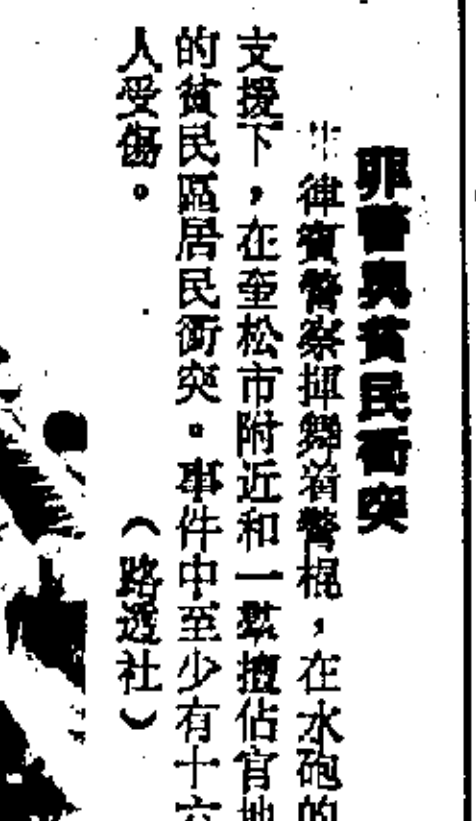 菲警與貧民衝突
律賓警察揮舞着警棍，在水砲的
支援下，在奎松市附近和一羣擅佔官地
的貧民區居民衝突。事件中至少有十六
人受傷。 （路透社）